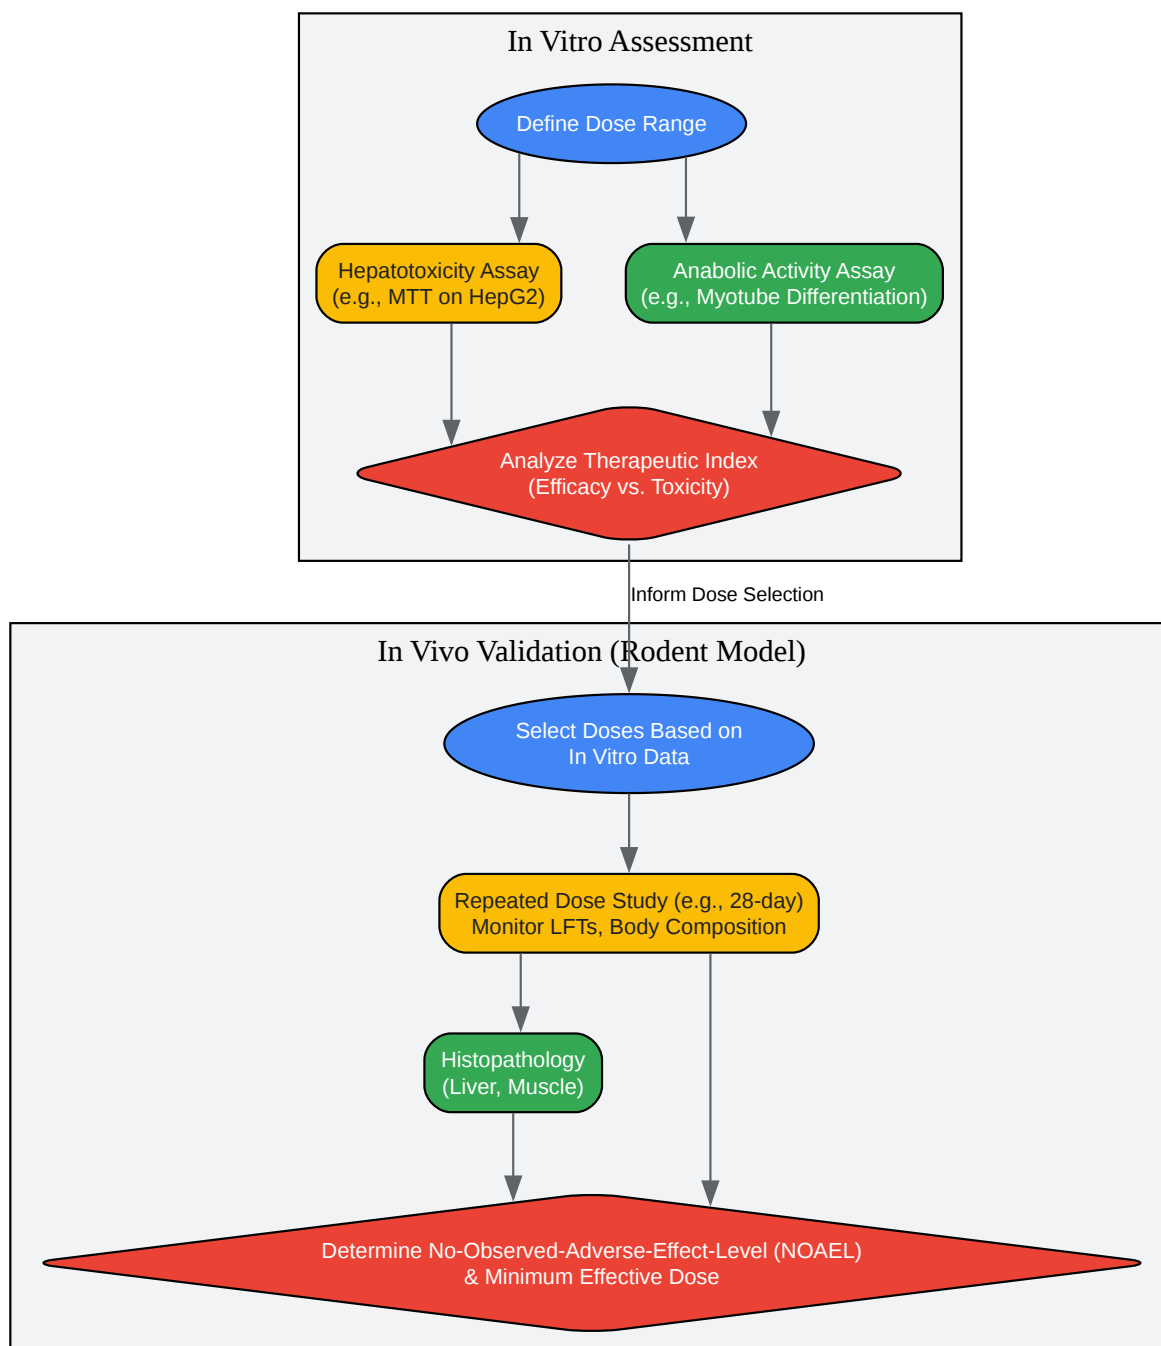 In Vitro Assessment
Define Dose Range
Hepatotoxicity Assay
(e.g., MTT on HepG2)
Anabolic Activity Assay
(e.g., Myotube Differentiation)
Analyze Therapeutic Index
(Efficacy vs. Toxicity)
Inform Dose Selection
In Vivo Validation (Rodent Model)
Select Doses Based on
In Vitro Data
Repeated Dose Study (e.g., 28-day)
Monitor LFTs, Body Composition
Histopathology
(Liver, Muscle)
Determine No-Observed-Adverse-Effect-Level (NOAEL)
& Minimum Effective Dose